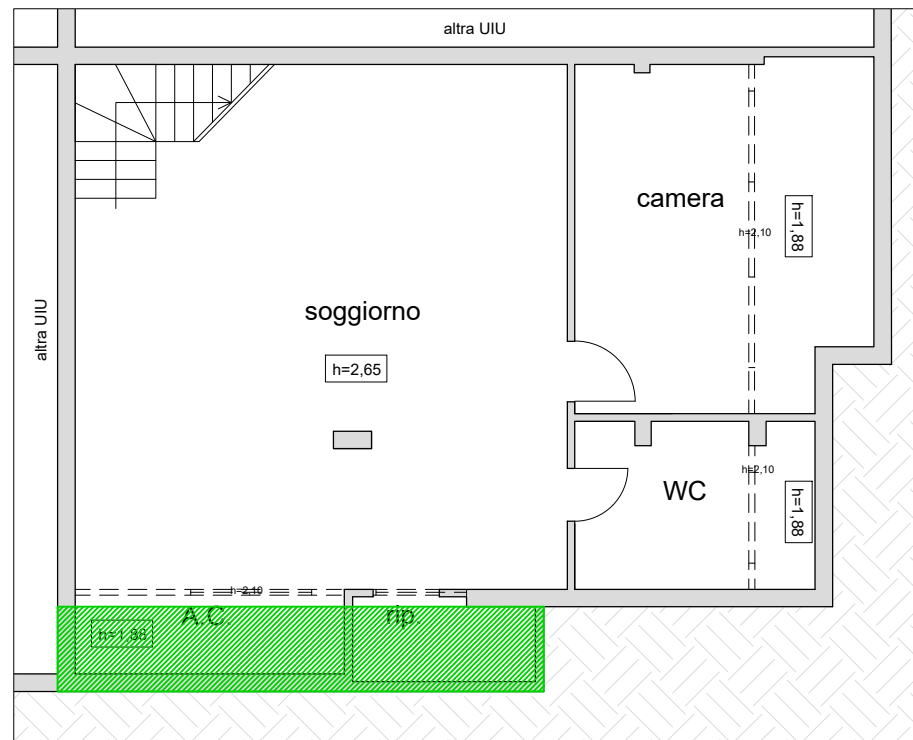 altra UIU
camera
h=2,10
h=1,88
soggiorno
altra UIU
h=2,65
WC
h=2,10
h=1,88
h=2,10
A.C.
rip.
h=1,88